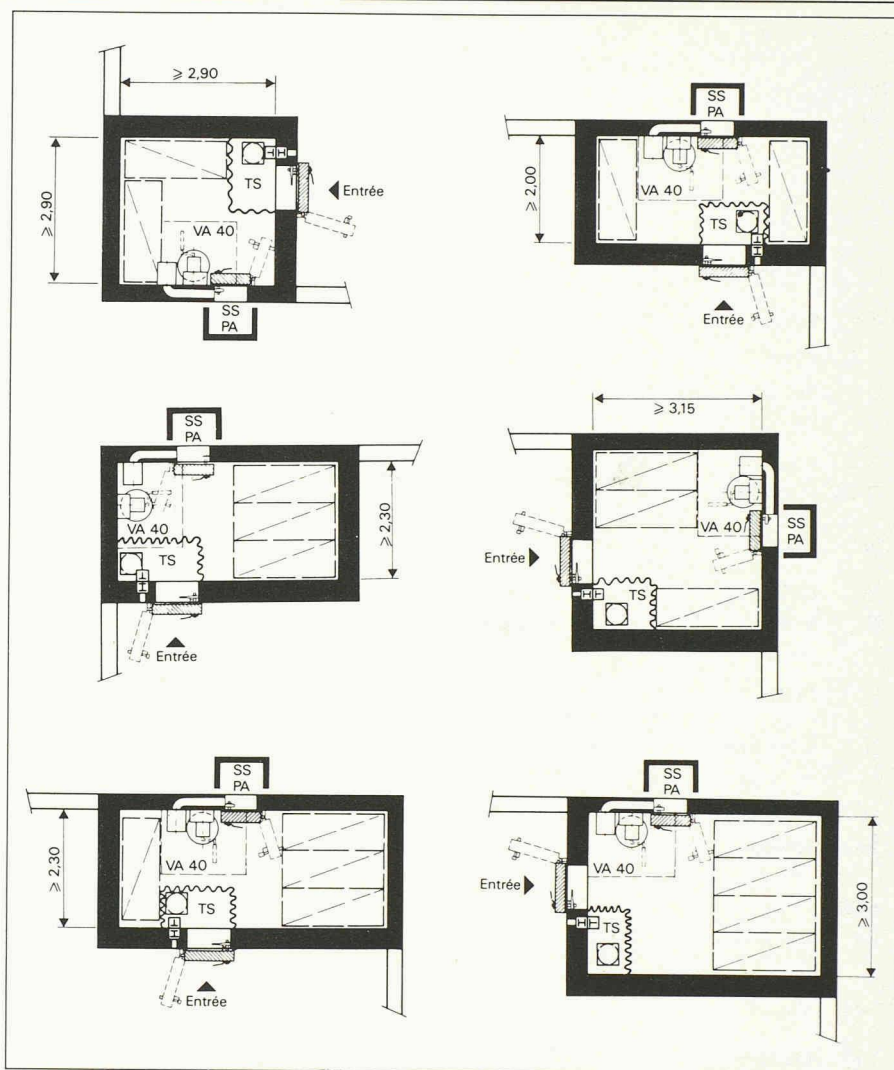 ≥ 2,90
≥ 2,90
TS
VA 40
Entrée
SS
PA
SS
PA
≥ 2,00
VA 40
TS
Entrée
SS
PA
≥ 2,30
VA 40
TS
Entrée
≥ 3,15
VA 40
SS
PA
Entrée
TS
SS
PA
≥ 2,30
VA 40
TS
Entrée
SS
PA
VA 40
Entrée
TS
≥ 3,00